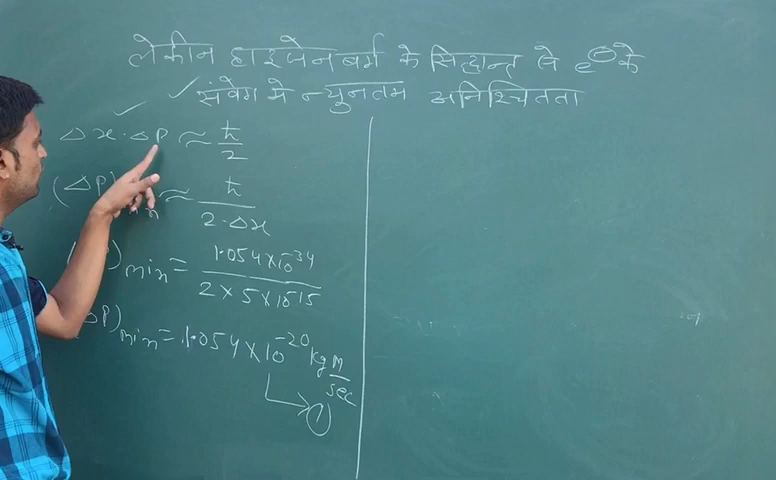 लेकीन हाइजेनबर्ग के सिद्धान्त से e⊖ के
संवेग मे न्युनतम अनिश्चितता
Δx·ΔP ≈ ℏ/2
(ΔP) ≈ ℏ/2·Δx
)min = 1.054×10-34/2×5×10-15
ΔP)min = 1.054×10-20 kg m/sec
1